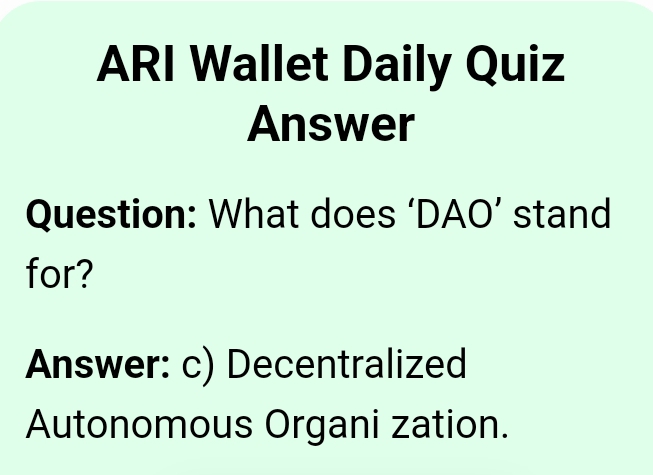 ARI Wallet Daily Quiz
Answer
Question: What does ‘DAO’ stand
for?
Answer: c) Decentralized
Autonomous Organi zation.